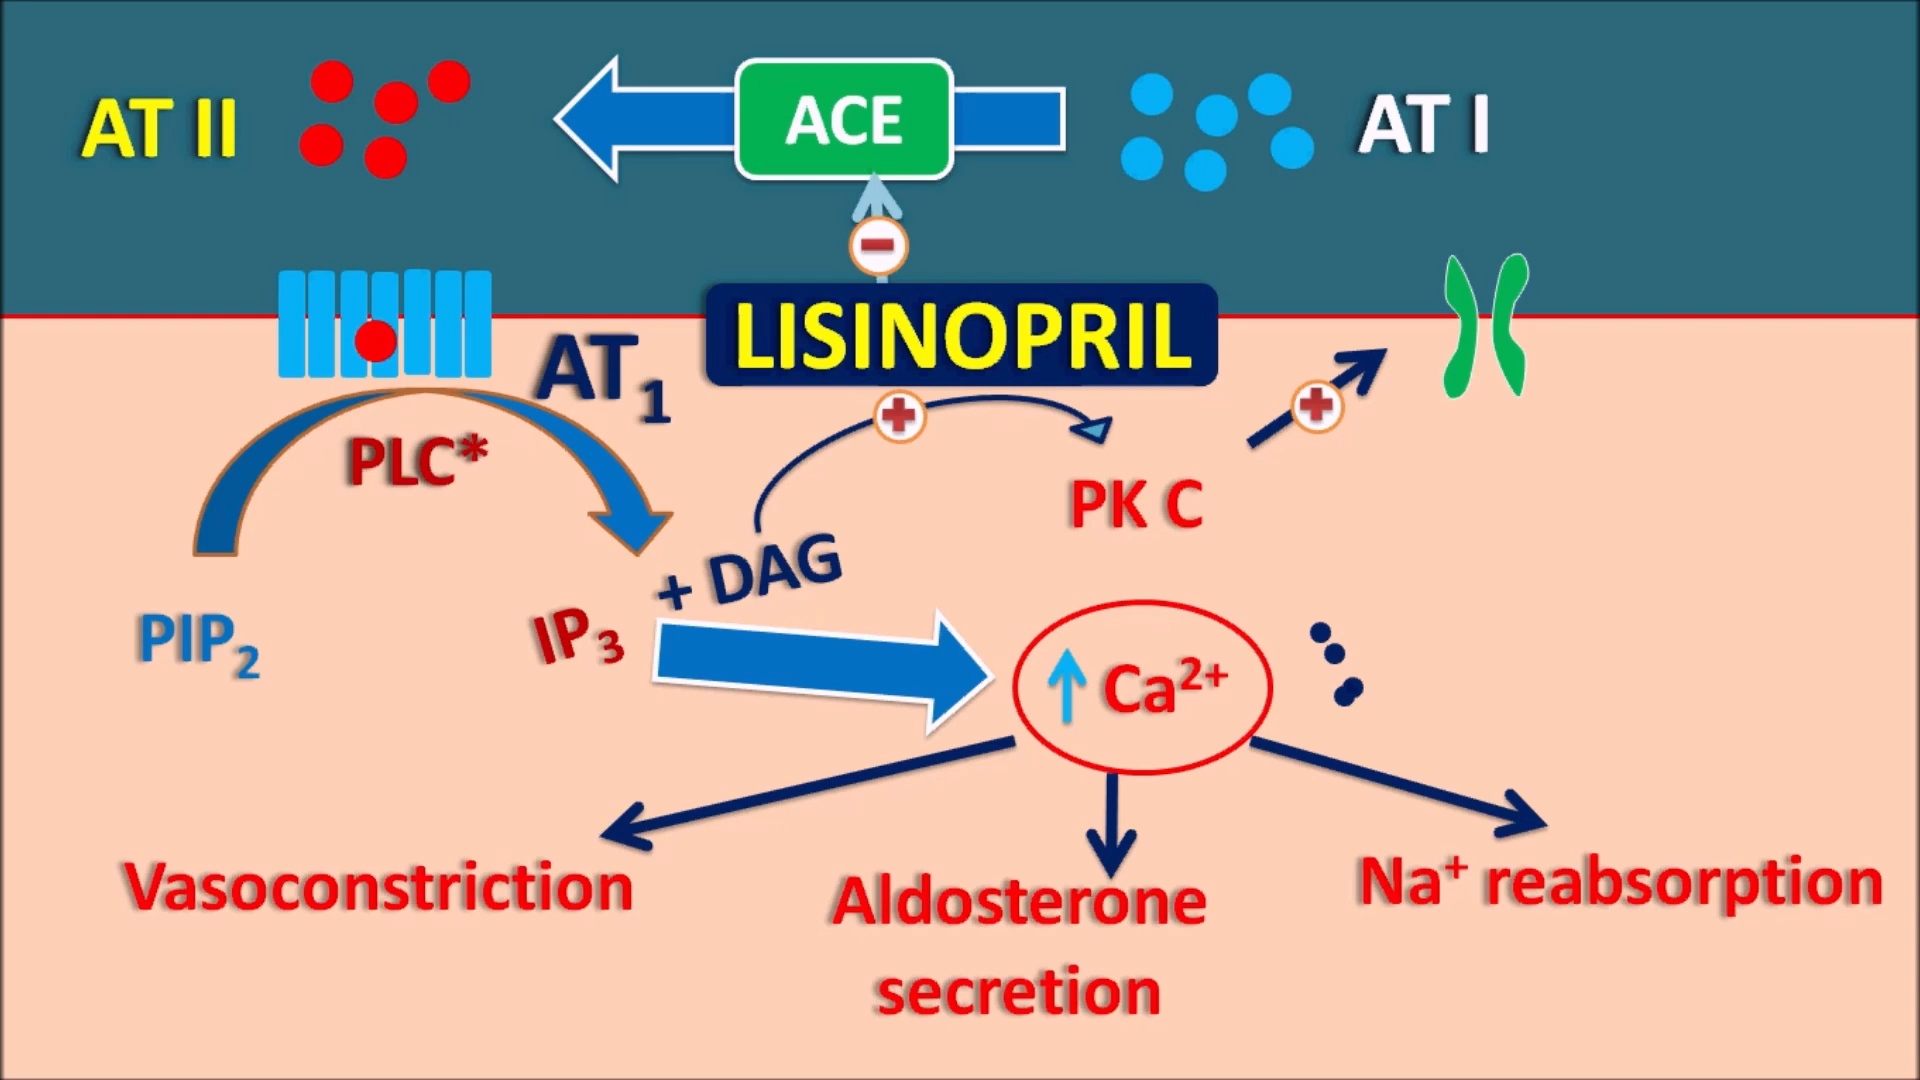 AT II
ACE
AT I
LISINOPRIL
AT₁
PLC*
PK C
+ DAG
PIP₂
IP₃
↑ Ca²⁺
Vasoconstriction
Aldosterone
secretion
Na⁺ reabsorption